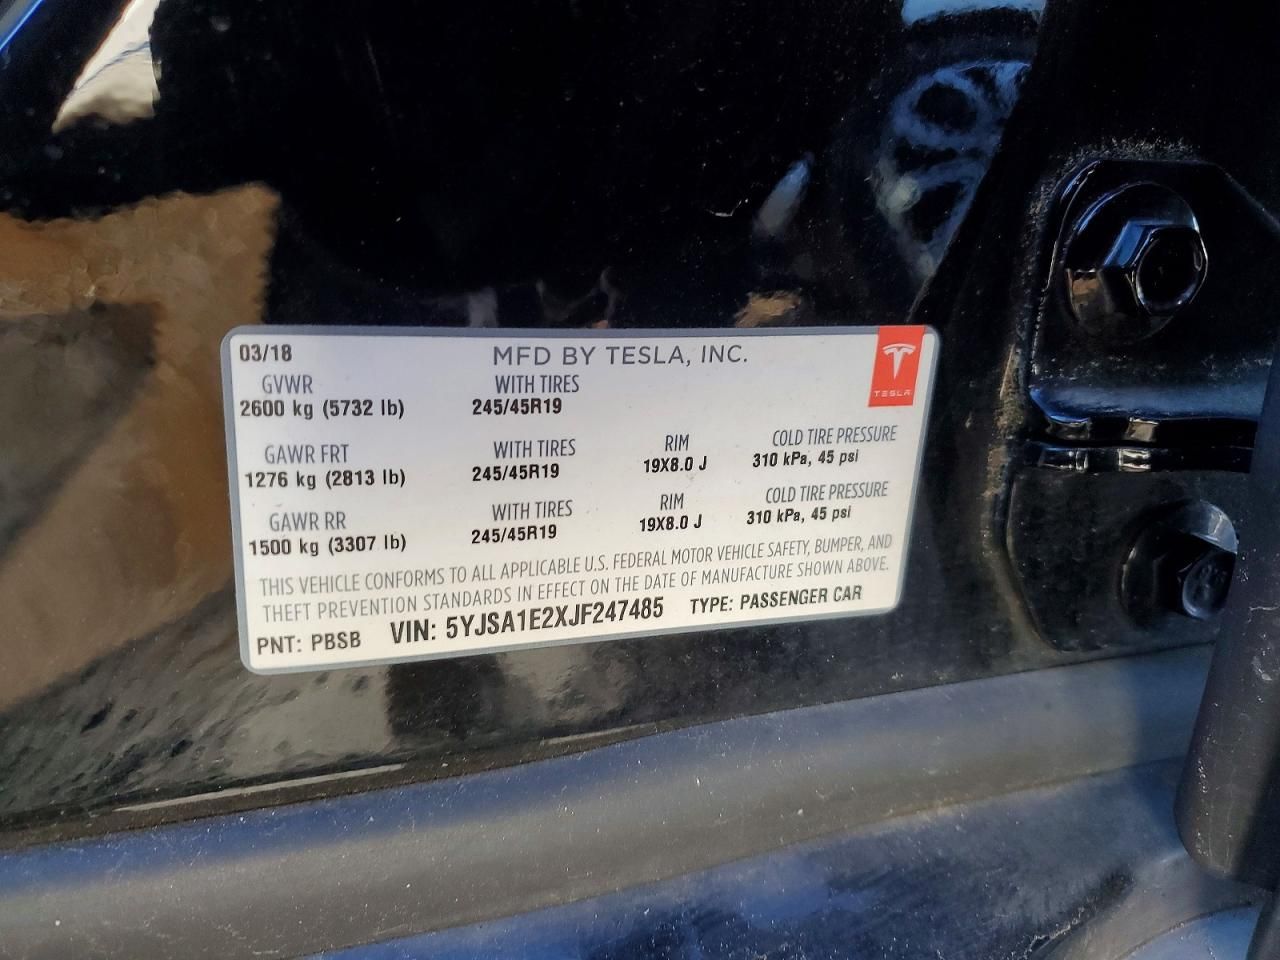 03/18 MFD BY TESLA, INC.
TESLA
GVWR WITH TIRES
2600 kg (5732 lb) 245/45R19
GAWR FRT WITH TIRES RIM COLD TIRE PRESSURE
1276 kg (2813 lb) 245/45R19 19X8.0 J 310 kPa, 45 psi
GAWR RR WITH TIRES RIM COLD TIRE PRESSURE
1500 kg (3307 lb) 245/45R19 19X8.0 J 310 kPa, 45 psi
THIS VEHICLE CONFORMS TO ALL APPLICABLE U.S. FEDERAL MOTOR VEHICLE SAFETY, BUMPER, AND
THEFT PREVENTION STANDARDS IN EFFECT ON THE DATE OF MANUFACTURE SHOWN ABOVE.
PNT: PBSB VIN: 5YJSA1E2XJF247485 TYPE: PASSENGER CAR